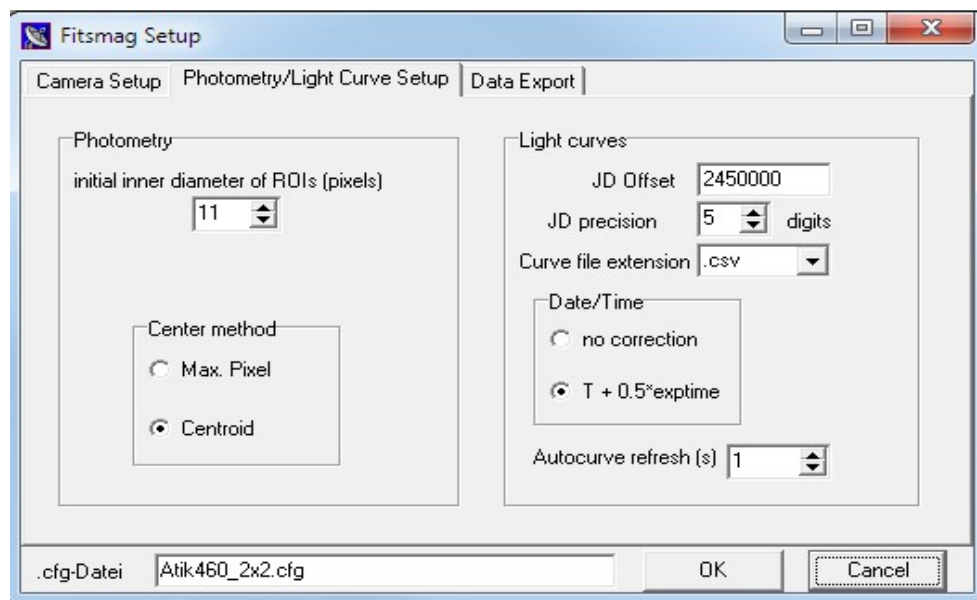 Fitsmag Setup
Camera Setup
Photometry/Light Curve Setup
Data Export
Photometry
initial inner diameter of ROIs (pixels)
11
Center method
Max. Pixel
Centroid
Light curves
JD Offset 2450000
JD precision 5 digits
Curve file extension .csv
Date/Time
no correction
T + 0.5*exptime
Autocurve refresh (s) 1
.cfg-Datei Atik460_2x2.cfg
OK
Cancel